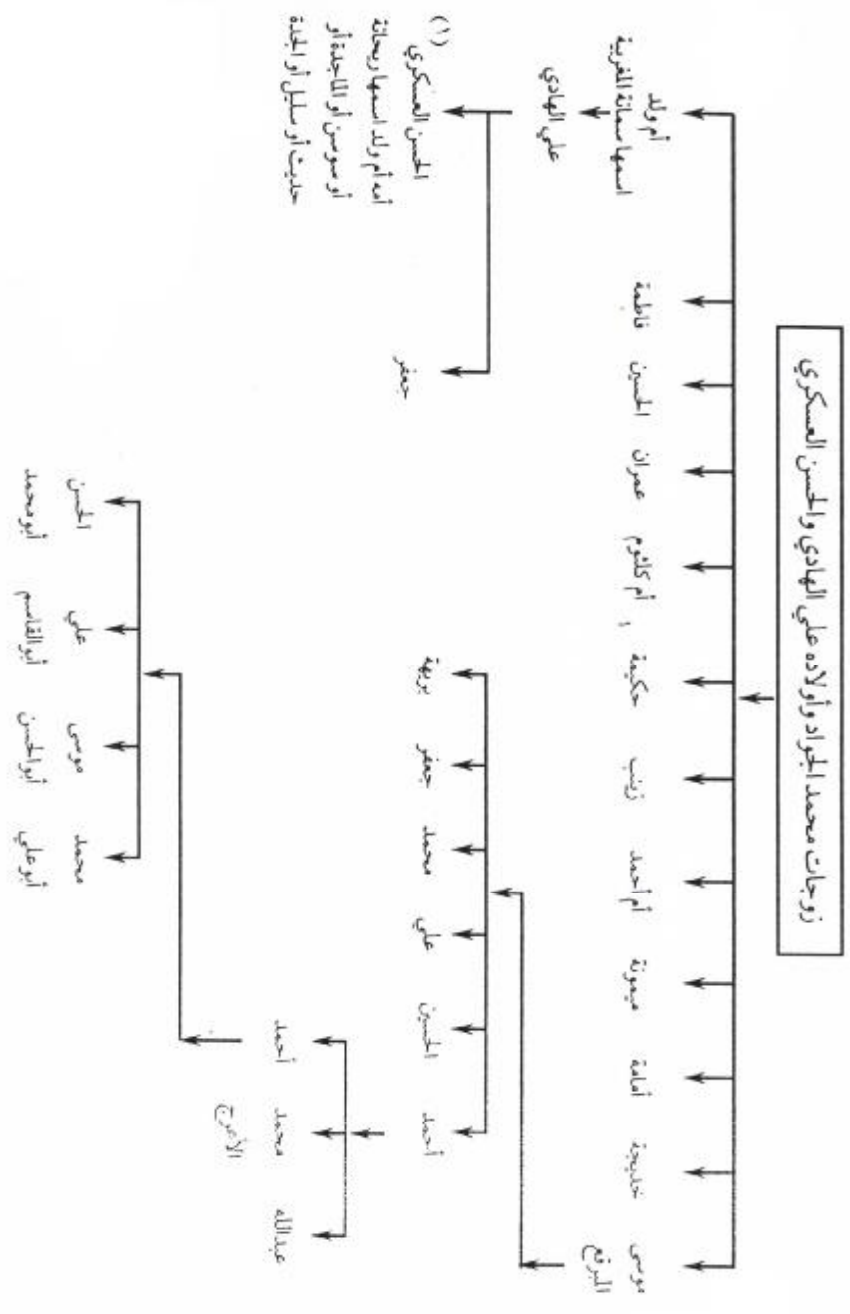 زوجات محمد الجواد وأولاده علي الهادي والحسن العسكري
موسى
المبرقع
خديجة
أمامة
ميمونة
أم أحمد
زينب
حكيمة
أم كلثوم
عمران
الحسين
فاطمة
أم ولد
اسمها سمانة المغربية
علي الهادي
أحمد
الحسين
علي
محمد
جعفر
بريهة
جعفر
الحسن العسكري (١)
أمه أم ولد اسمها ريحانة
أو سوسن أو الماجدة أو
حديث أو سليل أو الجدة
عبدالله
محمد
الأعرج
أحمد
محمد
أبو علي
موسى
أبو الحسن
علي
أبو القاسم
الحسن
أبو محمد